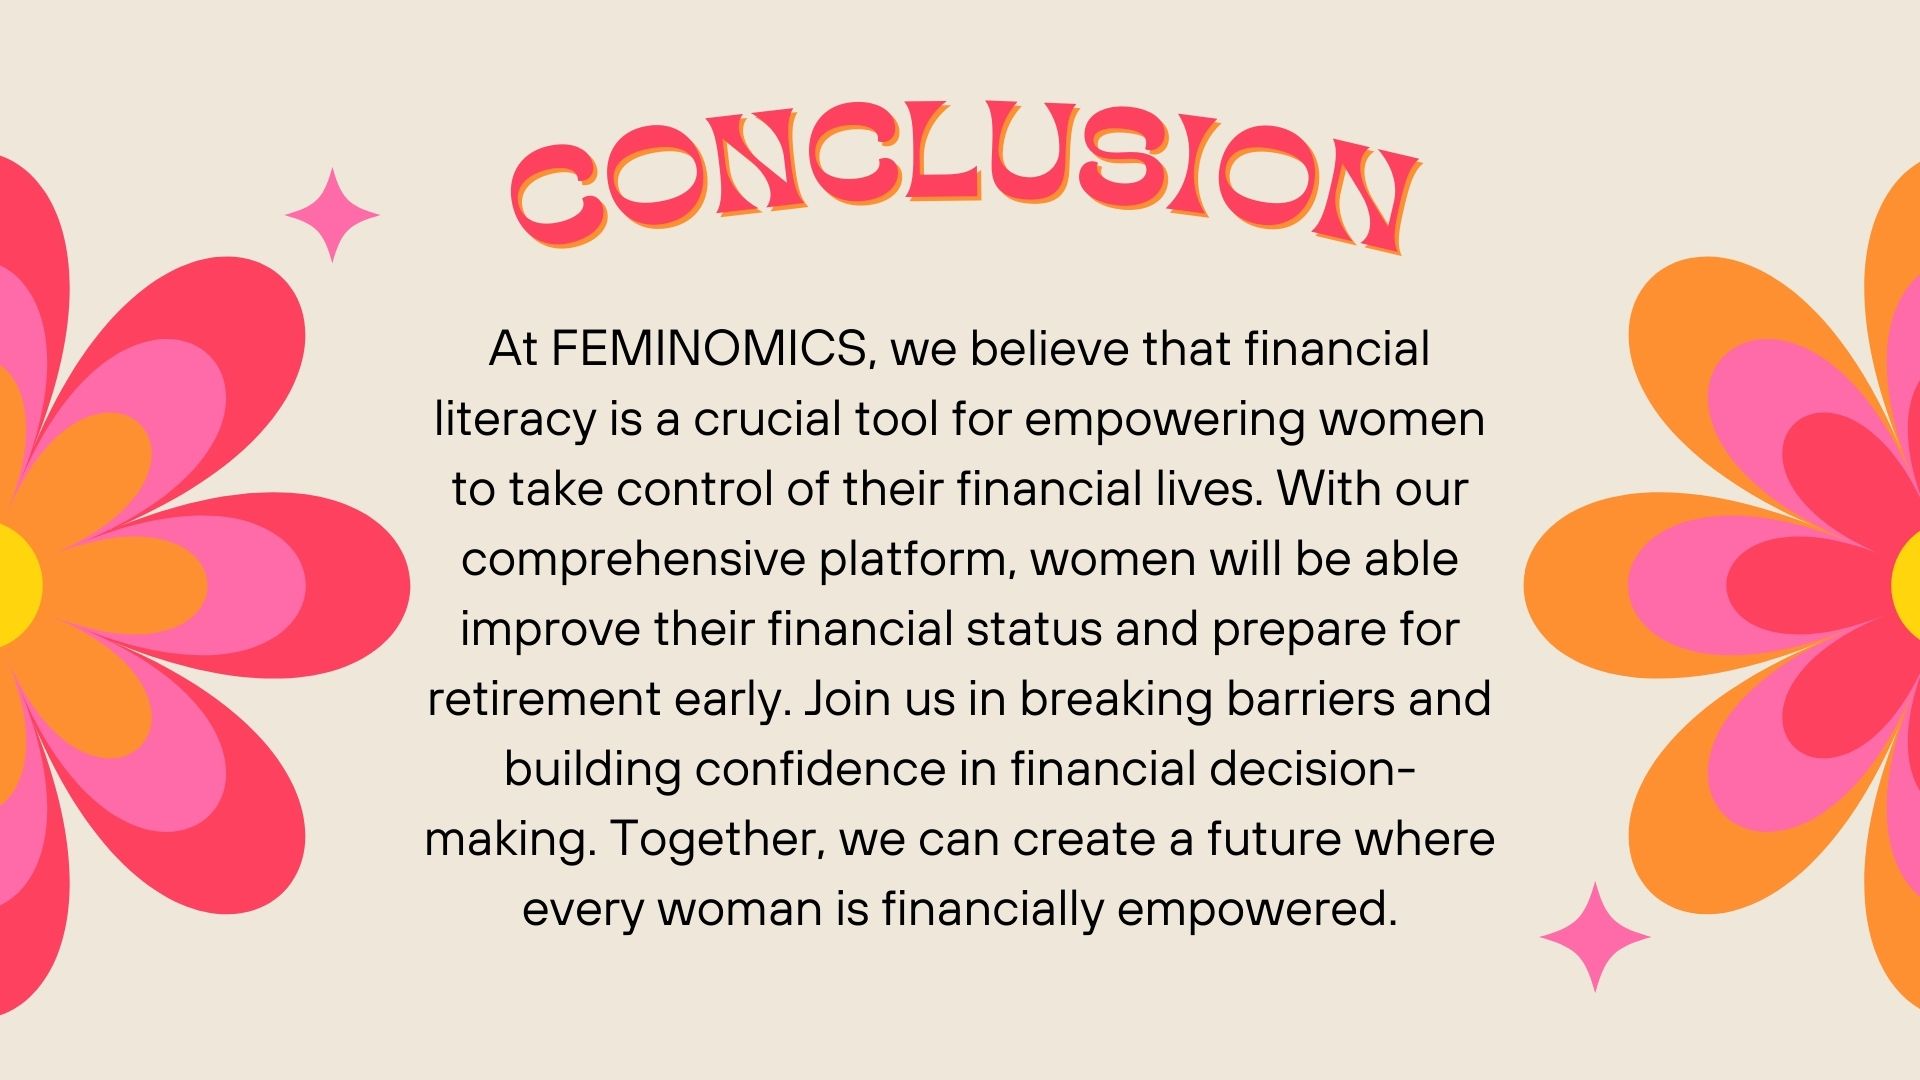 CONCLUSION
At FEMINOMICS, we believe that financial
literacy is a crucial tool for empowering women
to take control of their financial lives. With our
comprehensive platform, women will be able
improve their financial status and prepare for
retirement early. Join us in breaking barriers and
building confidence in financial decision-
making. Together, we can create a future where
every woman is financially empowered.